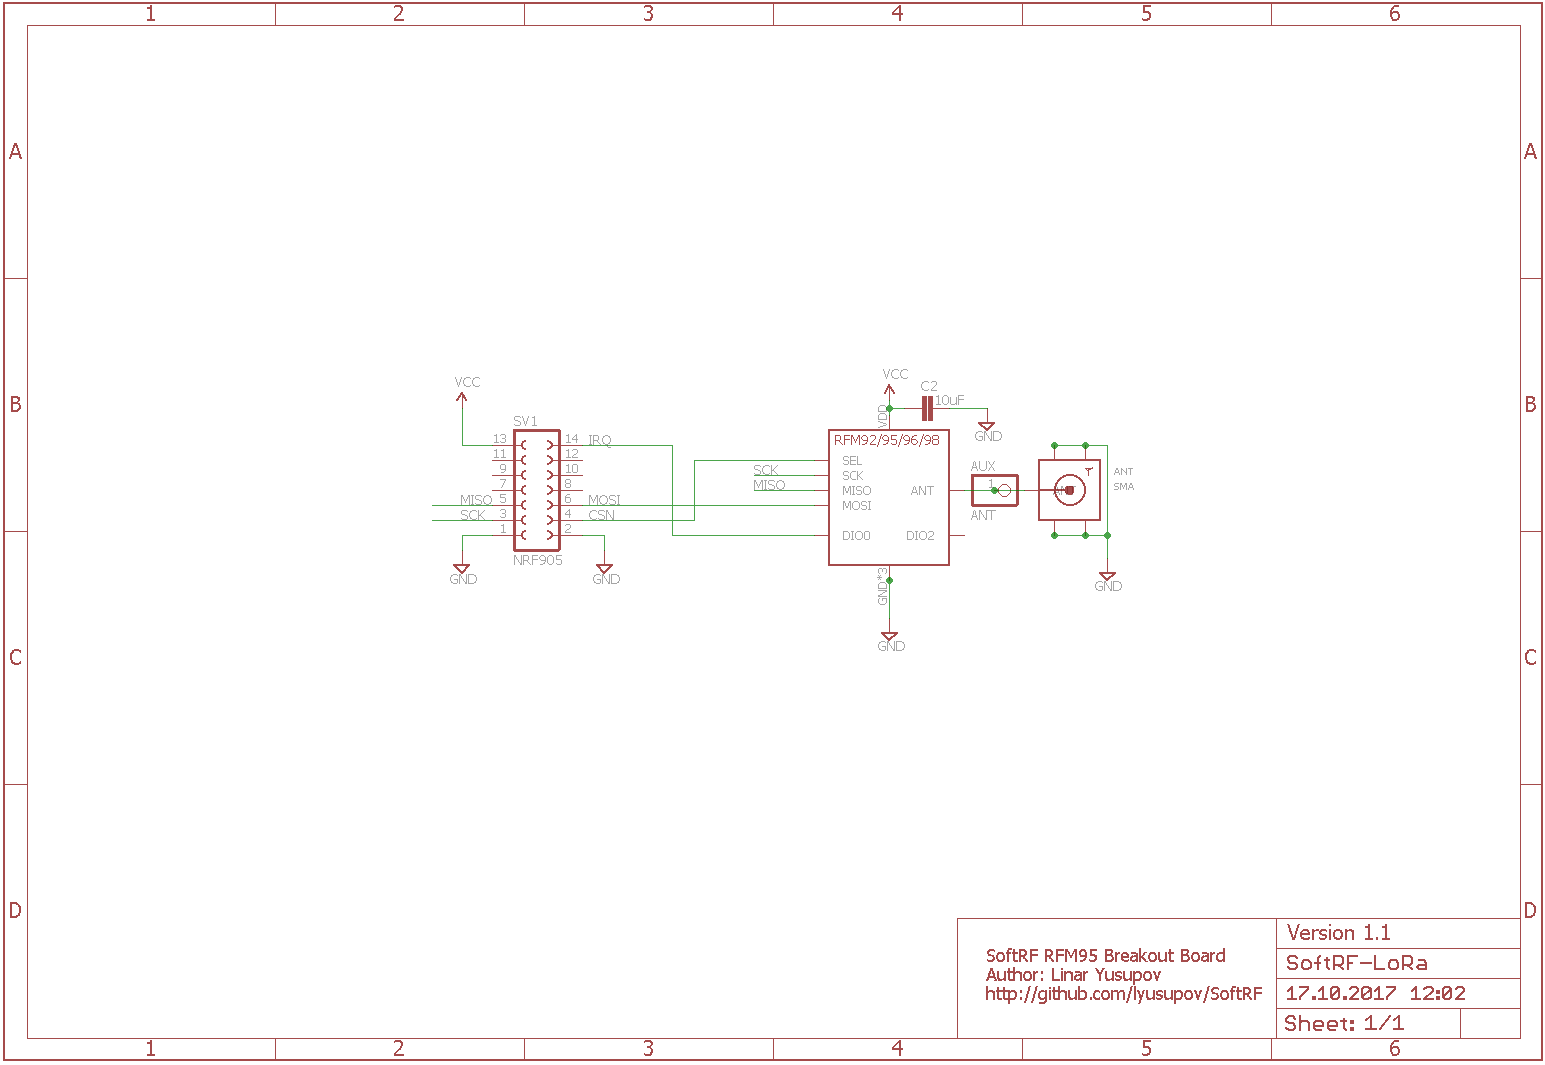 1 2 3 4 5 6
A A
VCC
VCC
C2
B B
10uF
VDD
SV1
GND
13 14 IRQ
RFM92/95/96/98
11 12
SEL
AUX
9 10
SCK
SCK
ANT
7 8
MISO
MISO
ANT
1
ANT
SMA
MISO 5 6 MOSI
MOSI
SCK 3 4 CSN
ANT
1 2
DIO0
DIO2
NRF905
GND
GND
GND*3
GND
GND
C C
D D
SoftRF RFM95 Breakout Board
Author: Linar Yusupov
http://github.com/lyusupov/SoftRF
Version 1.1
SoftRF-LoRa
17.10.2017 12:02
Sheet: 1/1
1 2 3 4 5 6